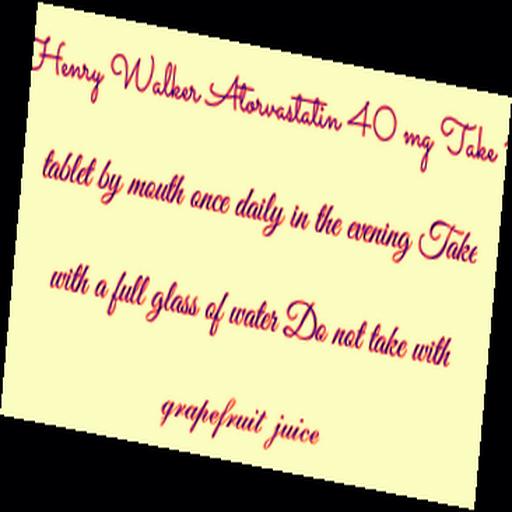 Henry Walker Atorvastatin 40 mg Take
tablet by mouth once daily in the evening Take
with a full glass of water Do not take with
grapefruit juice